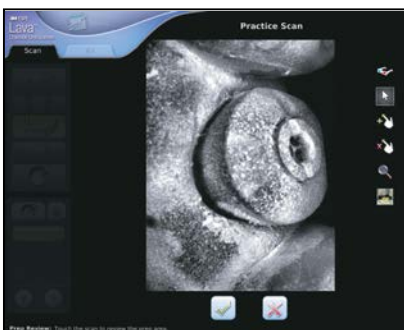 Lava
Practice Scan
Scan
Prep Review: Touch the scan to review the prep area.